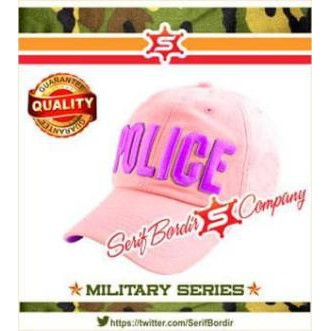 S
GUARANTEE
QUALITY
GUARANTEE
POLICE
Serif Bordir S Company
MILITARY SERIES
https://twitter.com/SerifBordir